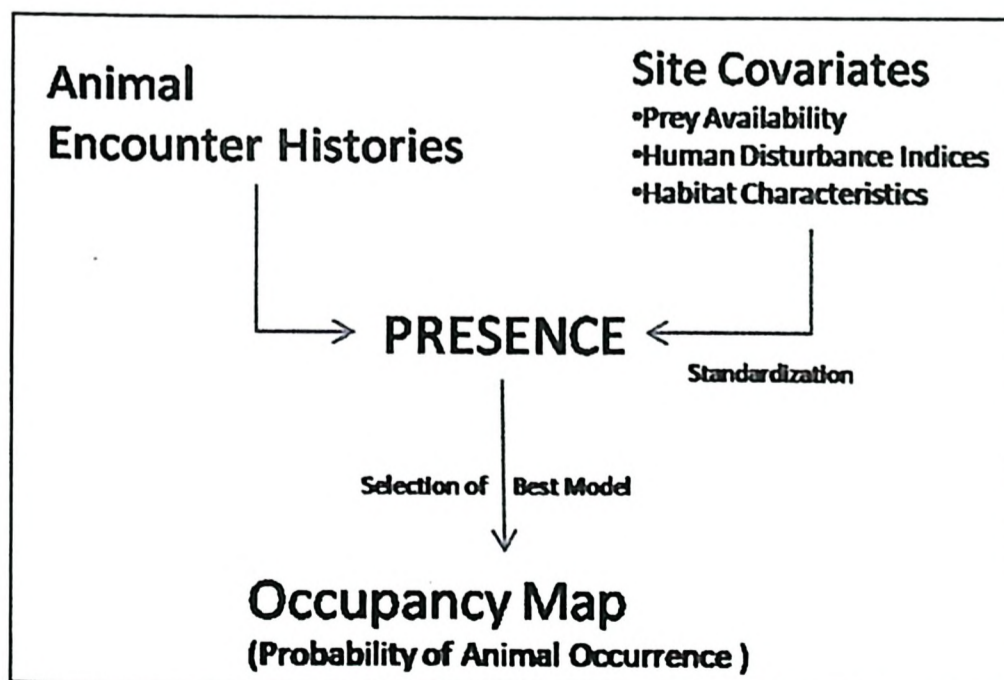 Animal
Encounter Histories
Site Covariates
•Prey Availability
•Human Disturbance Indices
•Habitat Characteristics
PRESENCE
Standardization
Selection of Best Model
Occupancy Map
(Probability of Animal Occurrence )